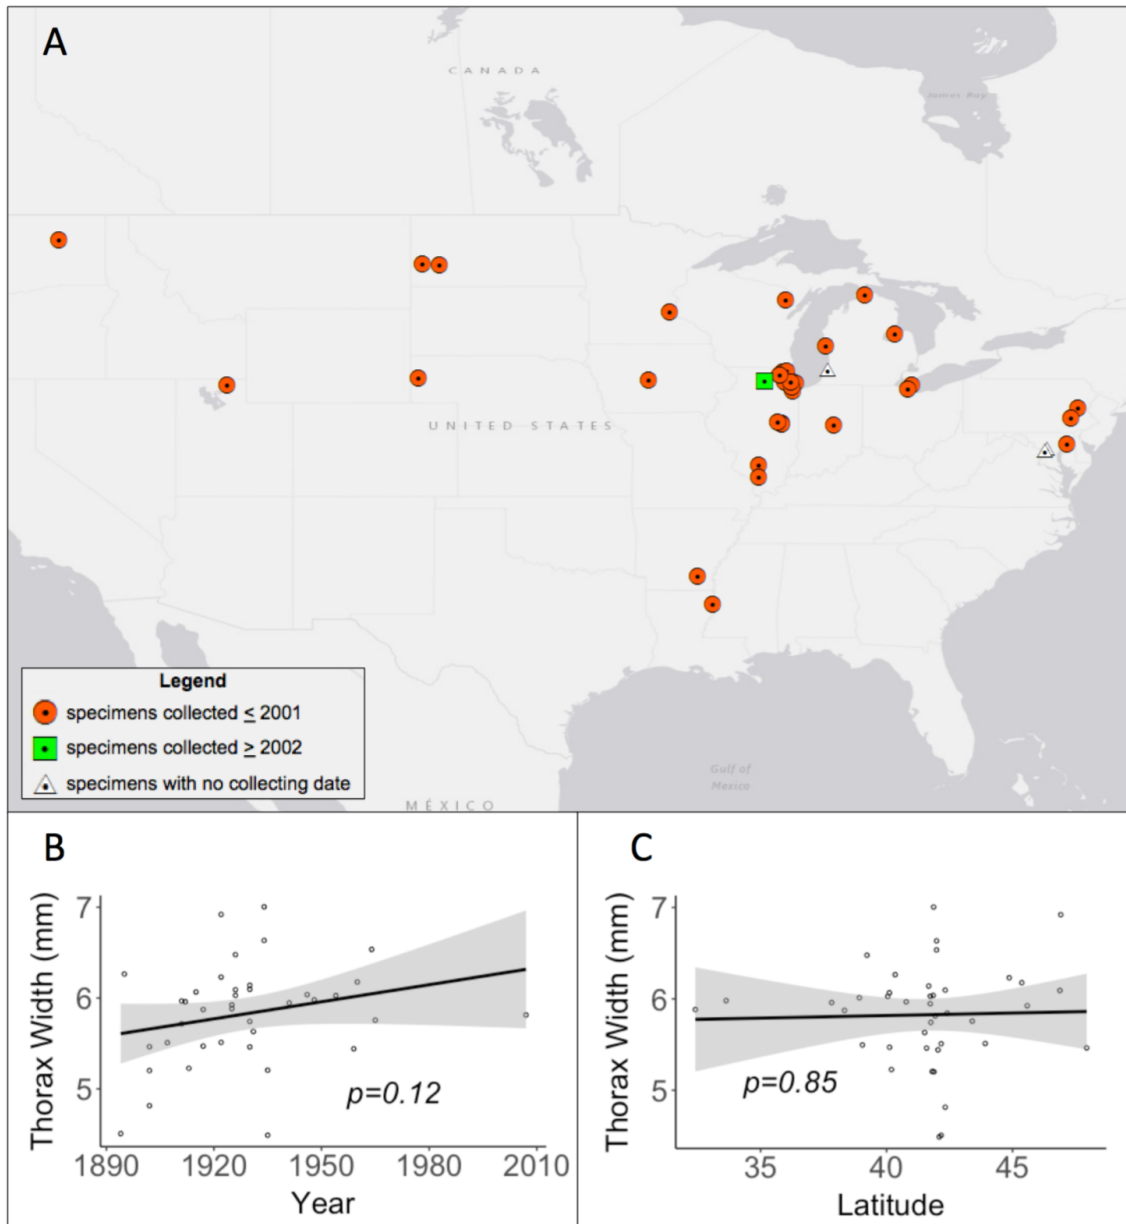 A
CANADA
James Bay
UNITED STATES
Legend
specimens collected ≤ 2001
specimens collected ≥ 2002
specimens with no collecting date
Gulf of
Mexico
MÉXICO
B
Thorax Width (mm)
7
6
5
p=0.12
1890 1920 1950 1980 2010
Year
C
Thorax Width (mm)
7
6
5
p=0.85
35 40 45
Latitude